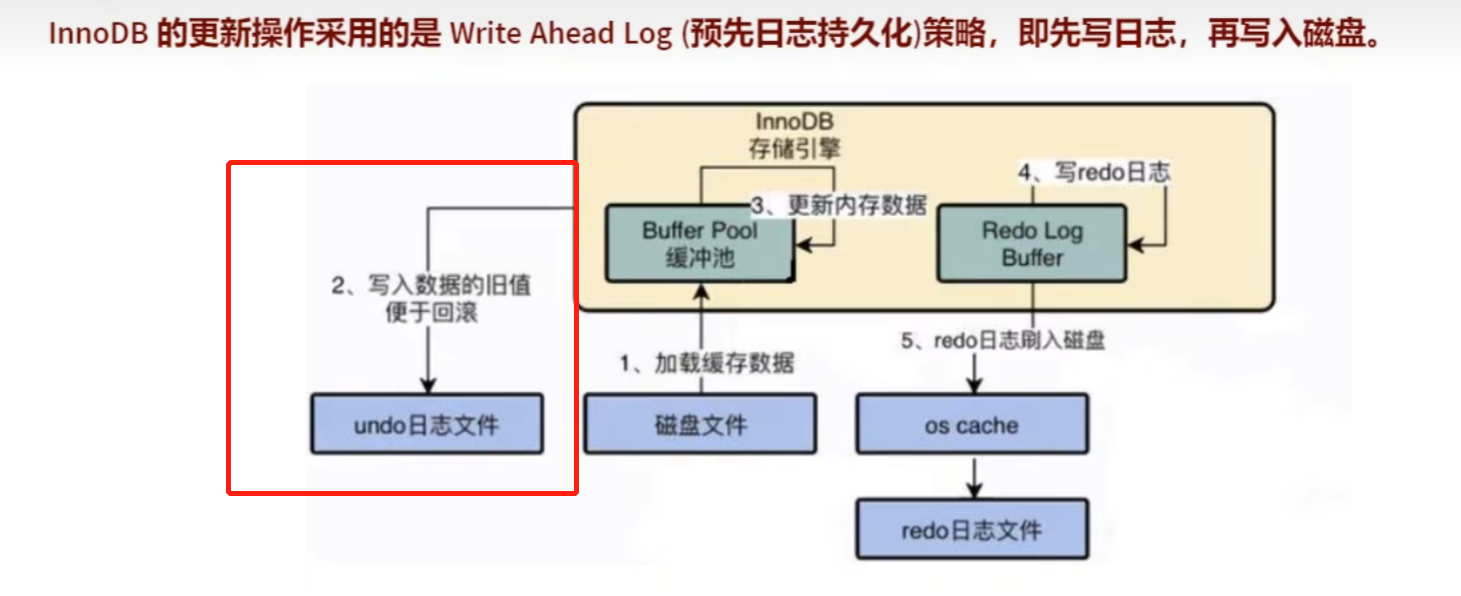 InnoDB 的更新操作采用的是 Write Ahead Log (预先日志持久化)策略，即先写日志，再写入磁盘。
InnoDB
存储引擎
4、写redo日志
3、更新内存数据
Buffer Pool
缓冲池
Redo Log
Buffer
2、写入数据的旧值
便于回滚
5、redo日志刷入磁盘
1、加载缓存数据
undo日志文件
磁盘文件
os cache
redo日志文件